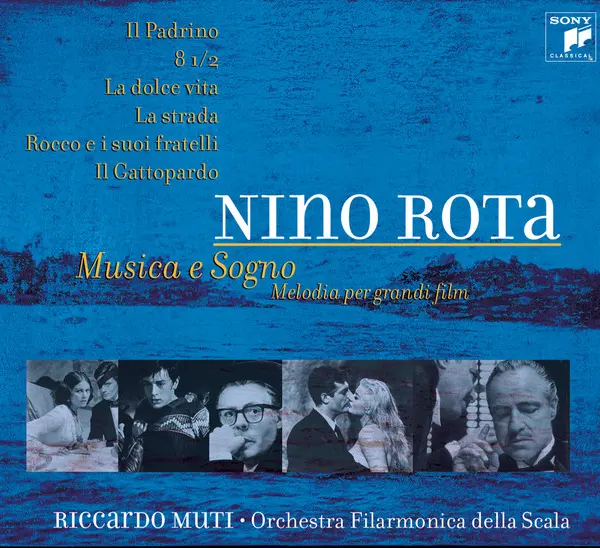 Il Padrino
8 1/2
La dolce vita
La strada
Rocco e i suoi fratelli
Il Gattopardo
SONY
CLASSICAL
NINO ROTA
Musica e Sogno
Melodia per grandi film
RICCARDO MUTI • Orchestra Filarmonica della Scala